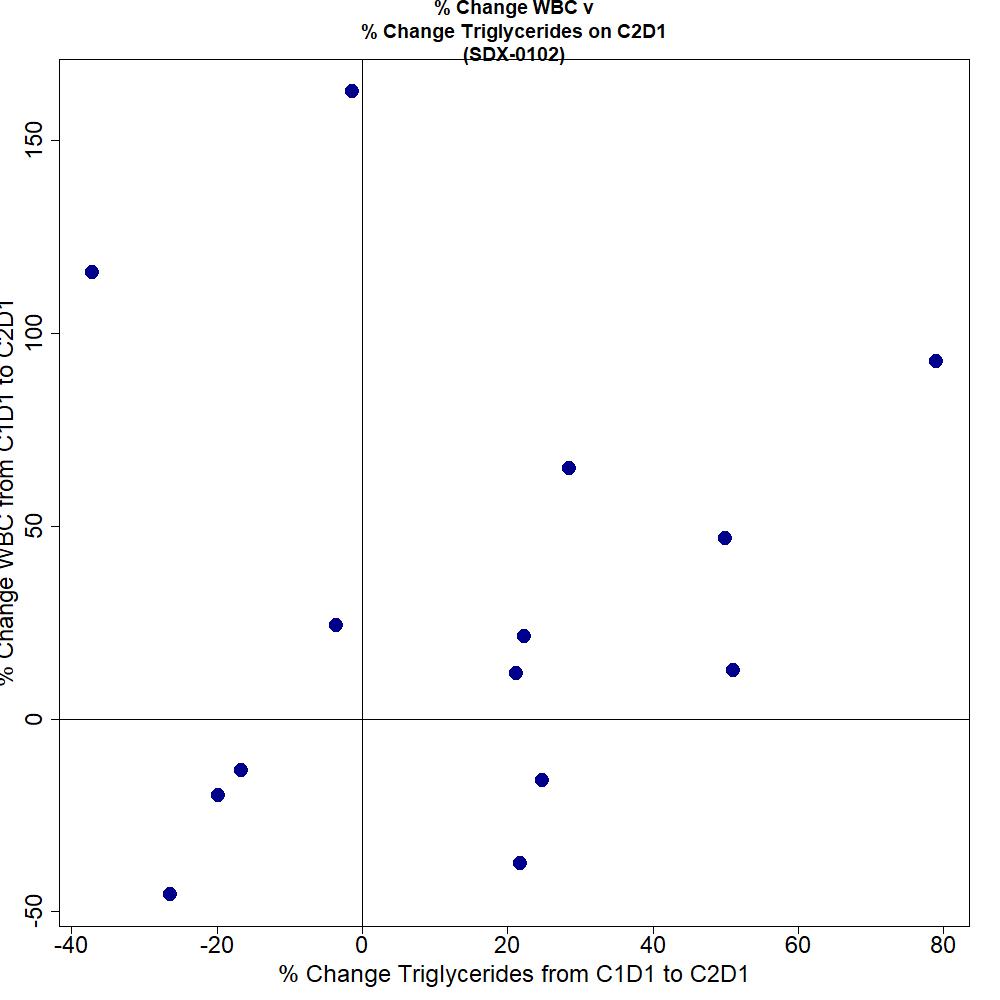 % Change WBC v
% Change Triglycerides on C2D1
(SDX-0102)
% Change WBC from C1D1 to C2D1
150
100
50
0
-50
-40 -20 0 20 40 60 80
% Change Triglycerides from C1D1 to C2D1